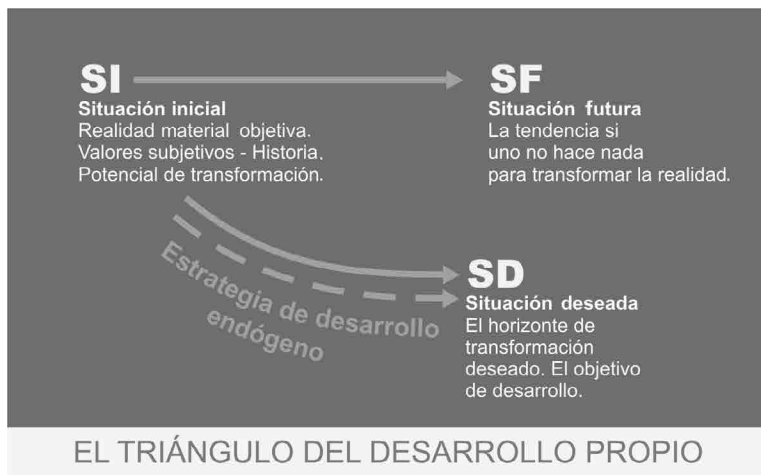 SI
Situación inicial
Realidad material objetiva.
Valores subjetivos - Historia.
Potencial de transformación.
SF
Situación futura
La tendencia si
uno no hace nada
para transformar la realidad.
Estrategia de desarrollo
endógeno
SD
Situación deseada
El horizonte de
transformación
deseado. El objetivo
de desarrollo.
EL TRIÁNGULO DEL DESARROLLO PROPIO